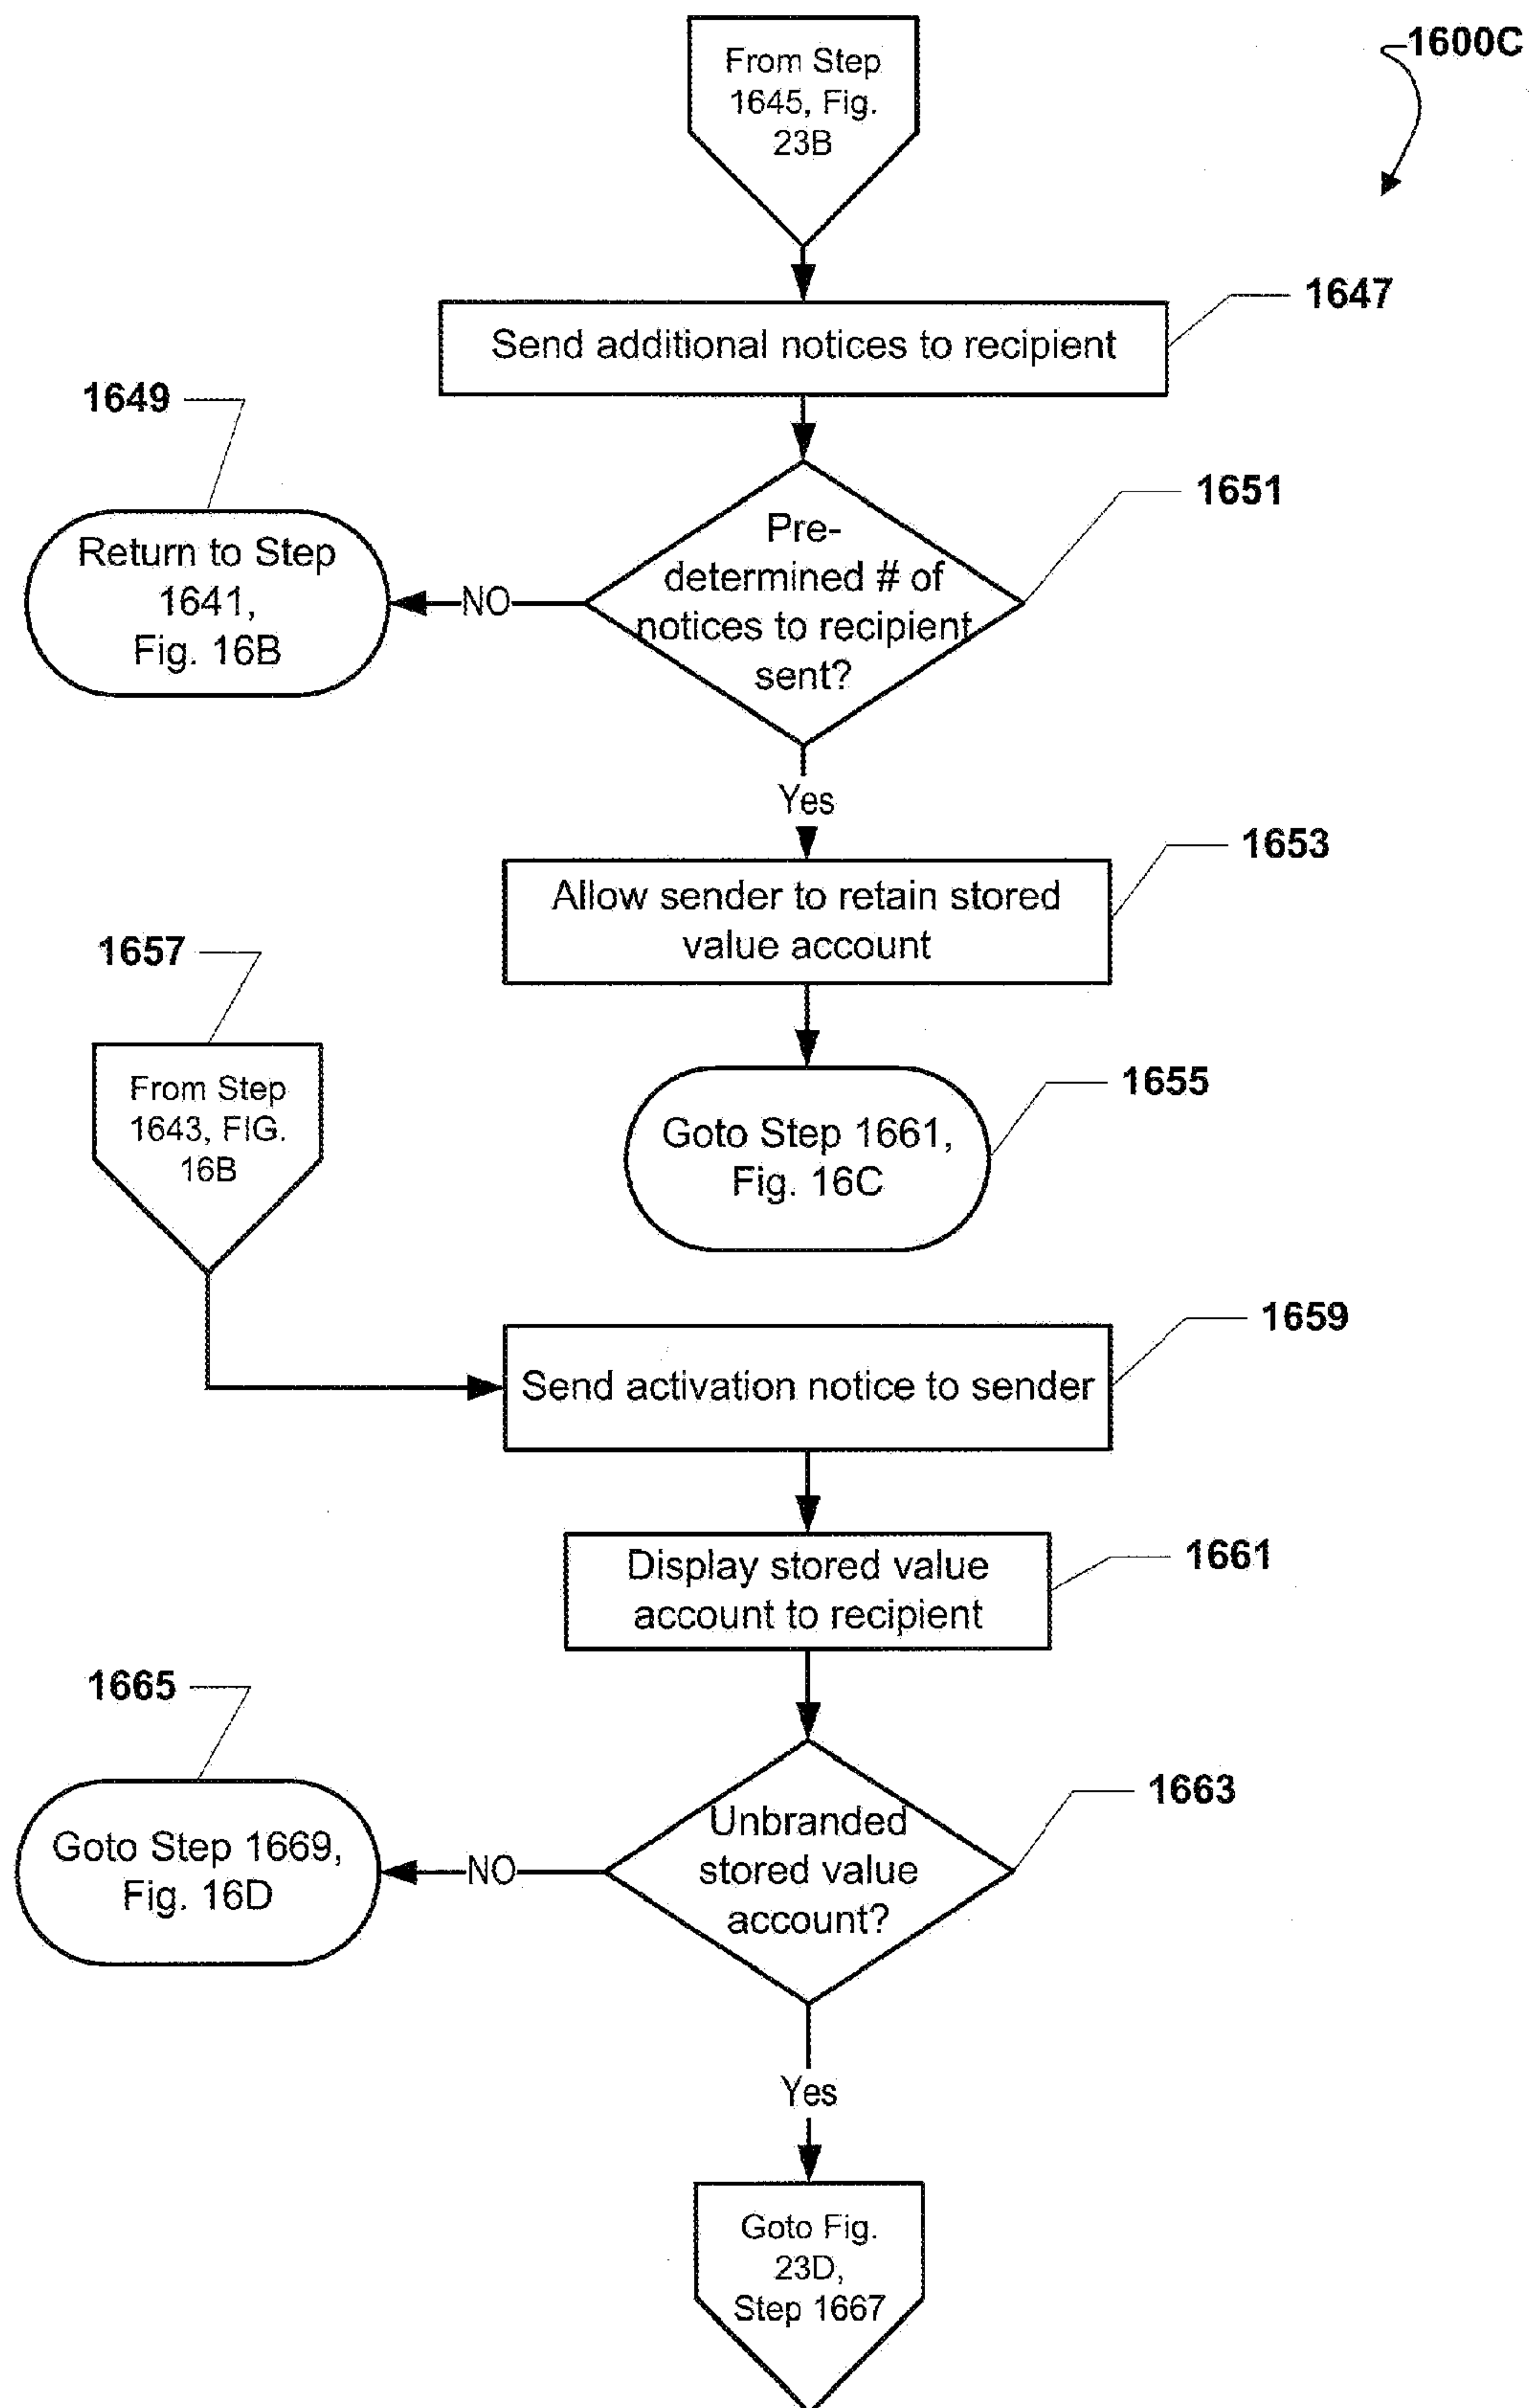 1600C
From Step
1645, Fig.
23B
1647
Send additional notices to recipient
1649
1651
Return to Step
1641,
Fig. 16B
NO
Pre-
determined # of
notices to recipient
sent?
Yes
1653
Allow sender to retain stored
value account
1657
From Step
1643, FIG.
16B
1655
Goto Step 1661,
Fig. 16C
1659
Send activation notice to sender
1661
Display stored value
account to recipient
1665
1663
Goto Step 1669,
Fig. 16D
NO
Unbranded
stored value
account?
Yes
Goto Fig.
23D,
Step 1667